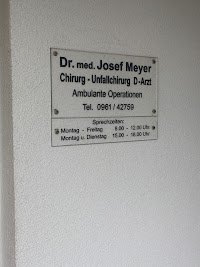 Dr. med. Josef Meyer
Chirurg - Unfallchirurg D-Arzt
Ambulante Operationen
Tel. 0961 / 42759
Sprechzeiten:
Montag - Freitag 8.00 - 12.00 Uhr
Montag u. Dienstag 15.00 - 18.30 Uhr